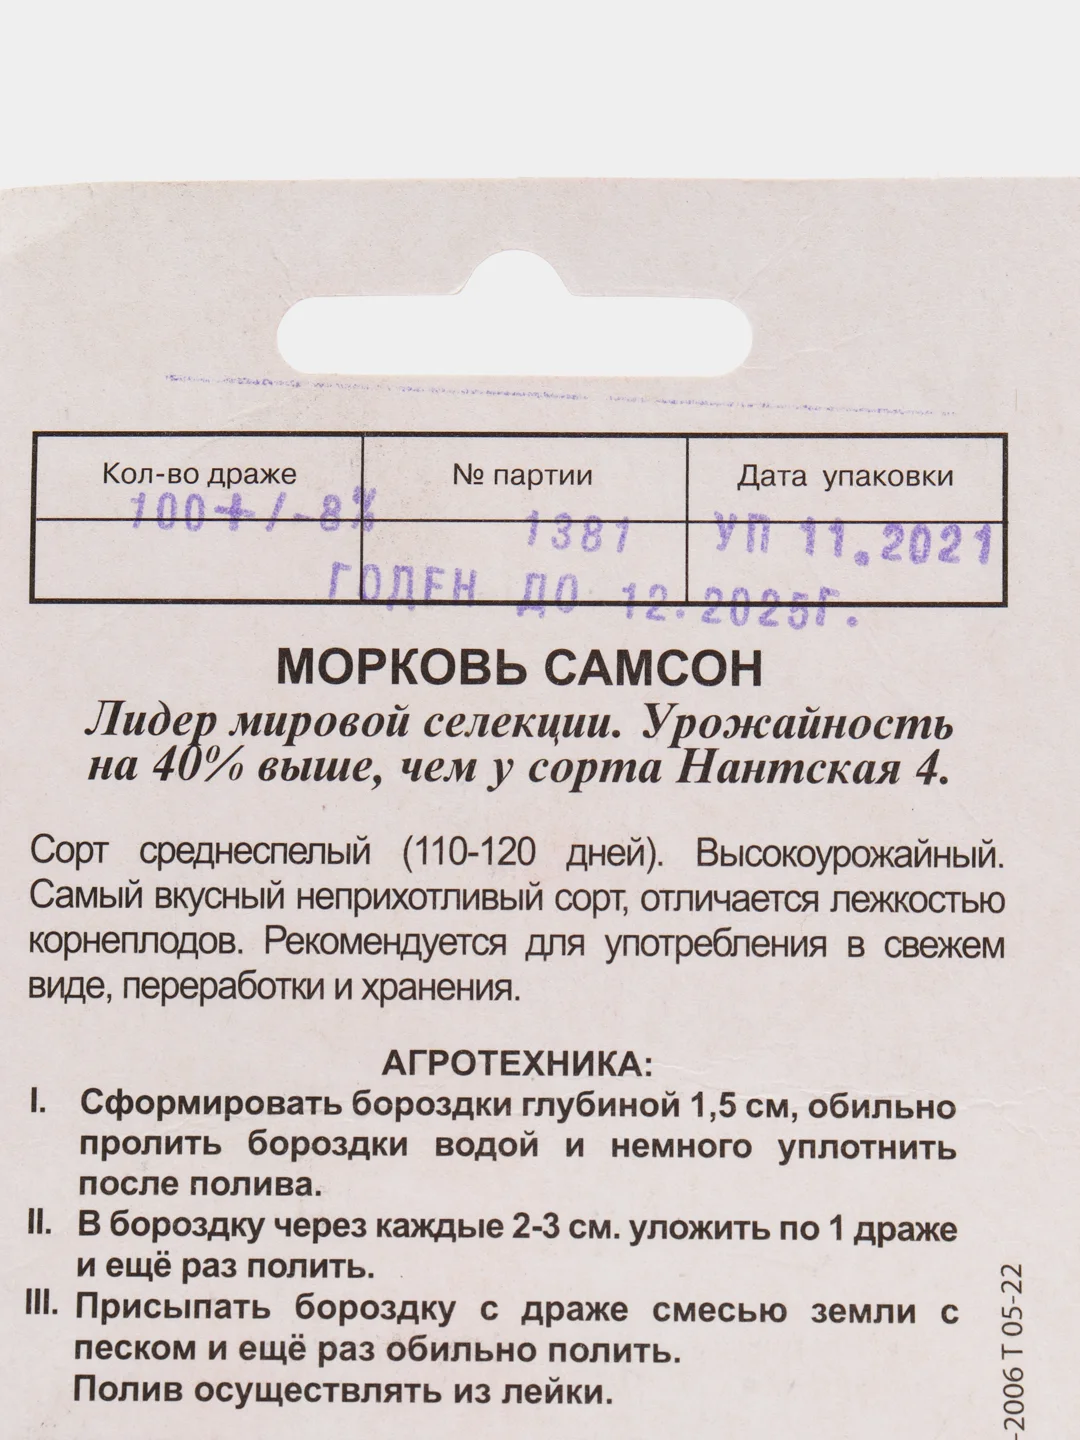 Кол-во драже № партии Дата упаковки
100+/-8% 1381 УП 11.2021
ГОДЕН ДО 12.2025Г.
МОРКОВЬ САМСОН
Лидер мировой селекции. Урожайность
на 40% выше, чем у сорта Нантская 4.
Сорт среднеспелый (110-120 дней). Высокоурожайный.
Самый вкусный неприхотливый сорт, отличается лежкостью
корнеплодов. Рекомендуется для употребления в свежем
виде, переработки и хранения.
АГРОТЕХНИКА:
I. Сформировать бороздки глубиной 1,5 см, обильно
пролить бороздки водой и немного уплотнить
после полива.
II. В бороздку через каждые 2-3 см. уложить по 1 драже
и ещё раз полить.
III. Присыпать бороздку с драже смесью земли с
песком и ещё раз обильно полить.
Полив осуществлять из лейки.
-2006 Т 05-22